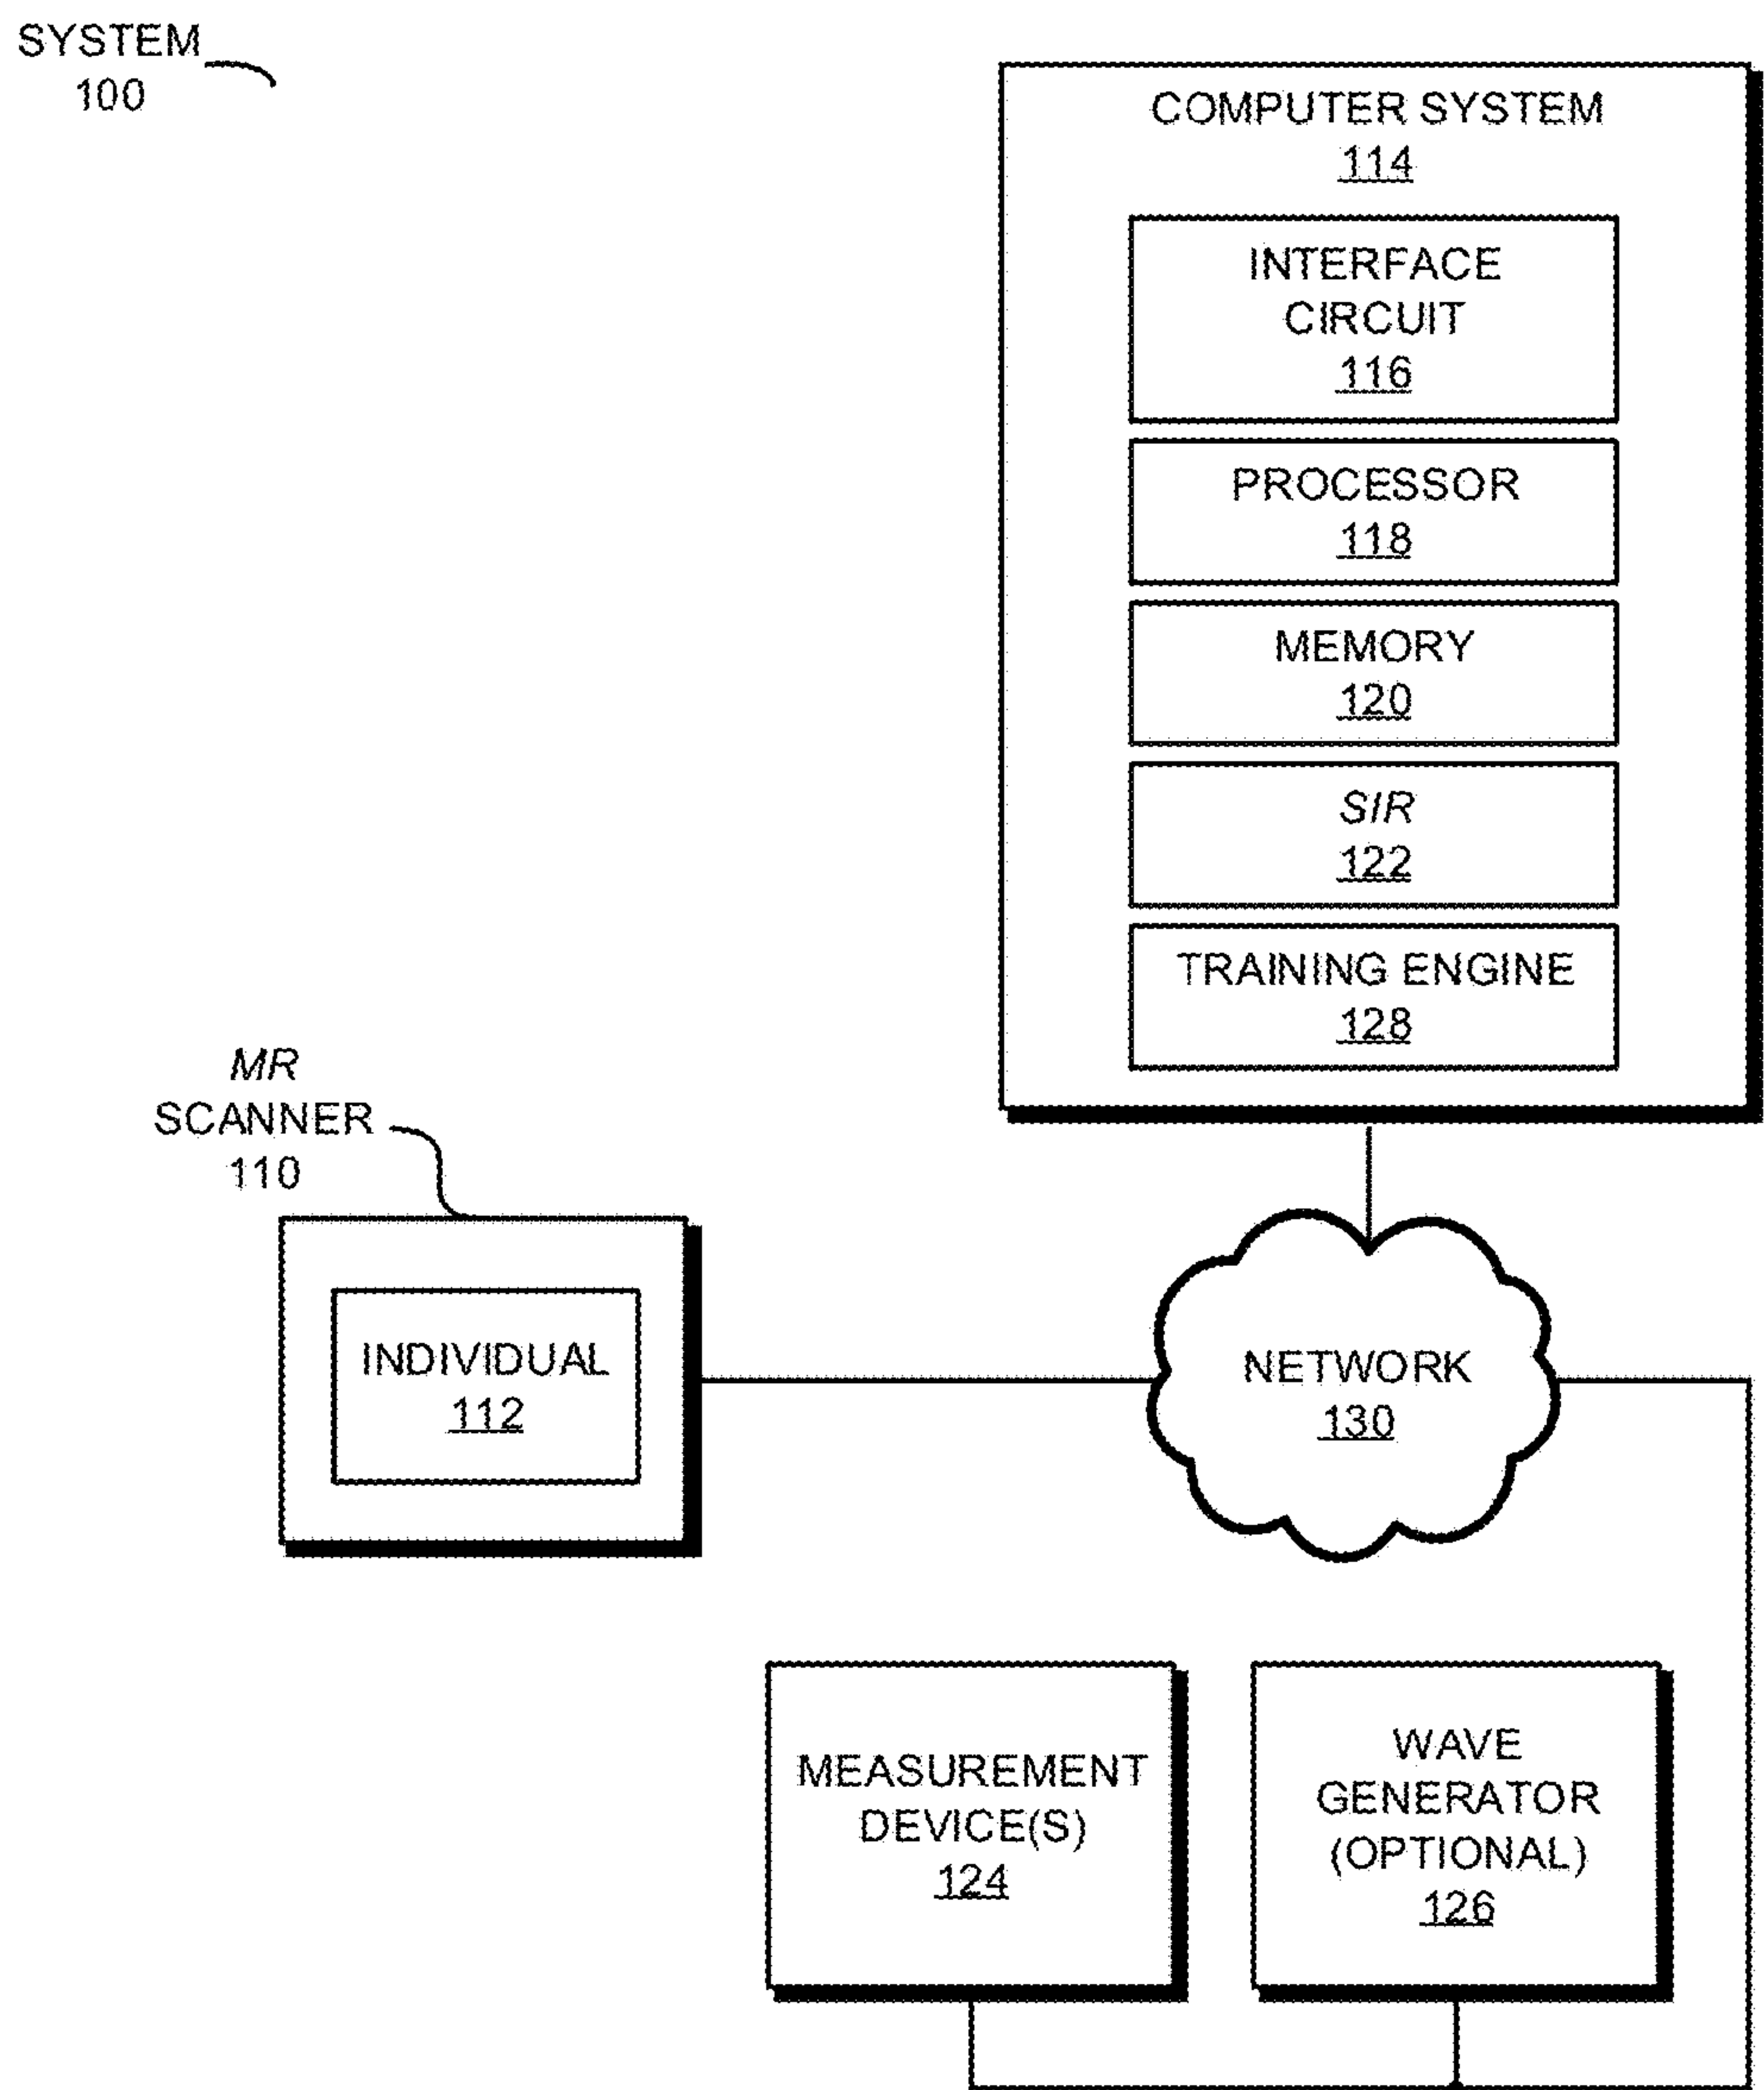 SYSTEM
100
COMPUTER SYSTEM
114
INTERFACE
CIRCUIT
116
PROCESSOR
118
MEMORY
120
SIR
122
TRAINING ENGINE
128
MR
SCANNER
110
INDIVIDUAL
112
NETWORK
130
MEASUREMENT
DEVICE(S)
124
WAVE
GENERATOR
(OPTIONAL)
126